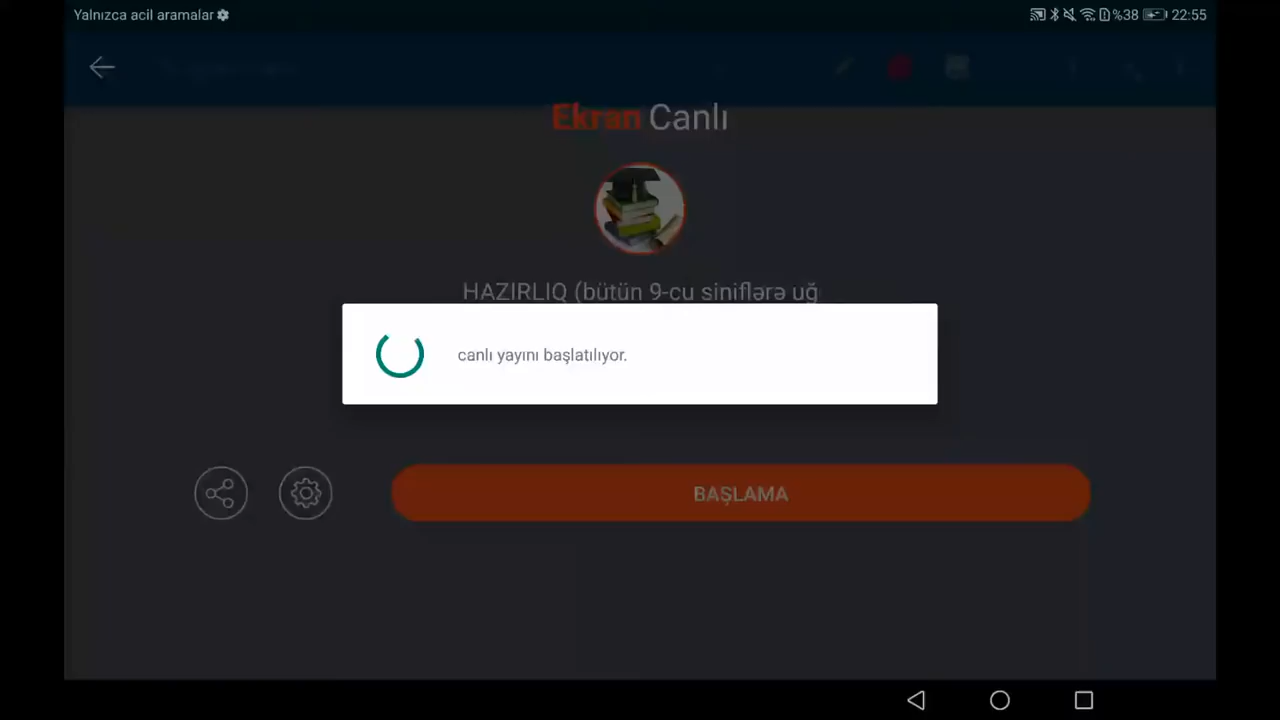 Yalnızca acil aramalar
%38 22:55
Ekran Canlı
HAZIRLIQ (bütün 9-cu siniflərə uğ
canlı yayını başlatılıyor.
BAŞLAMA